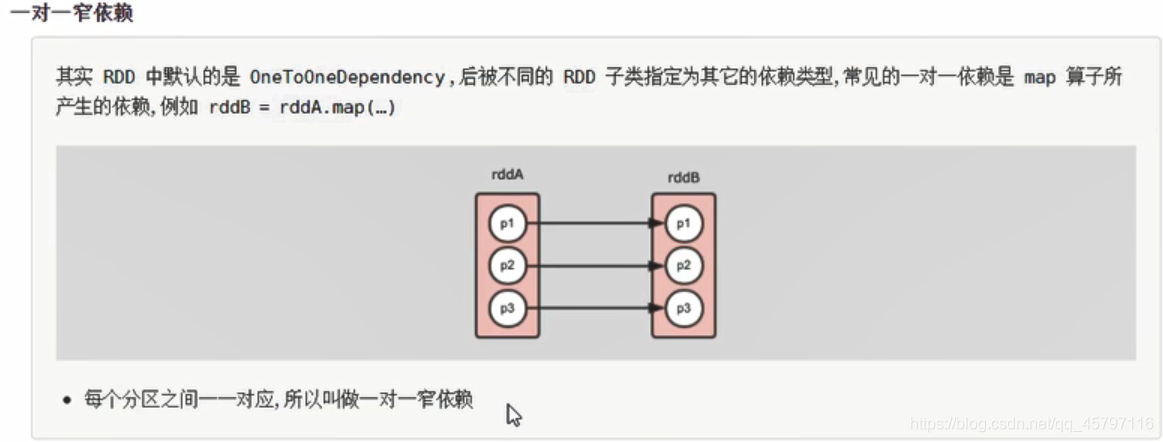 一对一窄依赖
其实 RDD 中默认的是 OneToOneDependency,后被不同的 RDD 子类指定为其它的依赖类型,常见的一对一依赖是 map 算子所
产生的依赖,例如 rddB = rddA.map(…)
rddA rddB
p1 p1
p2 p2
p3 p3
• 每个分区之间一一对应,所以叫做一对一窄依赖
https://blog.csdn.net/qq_45797116